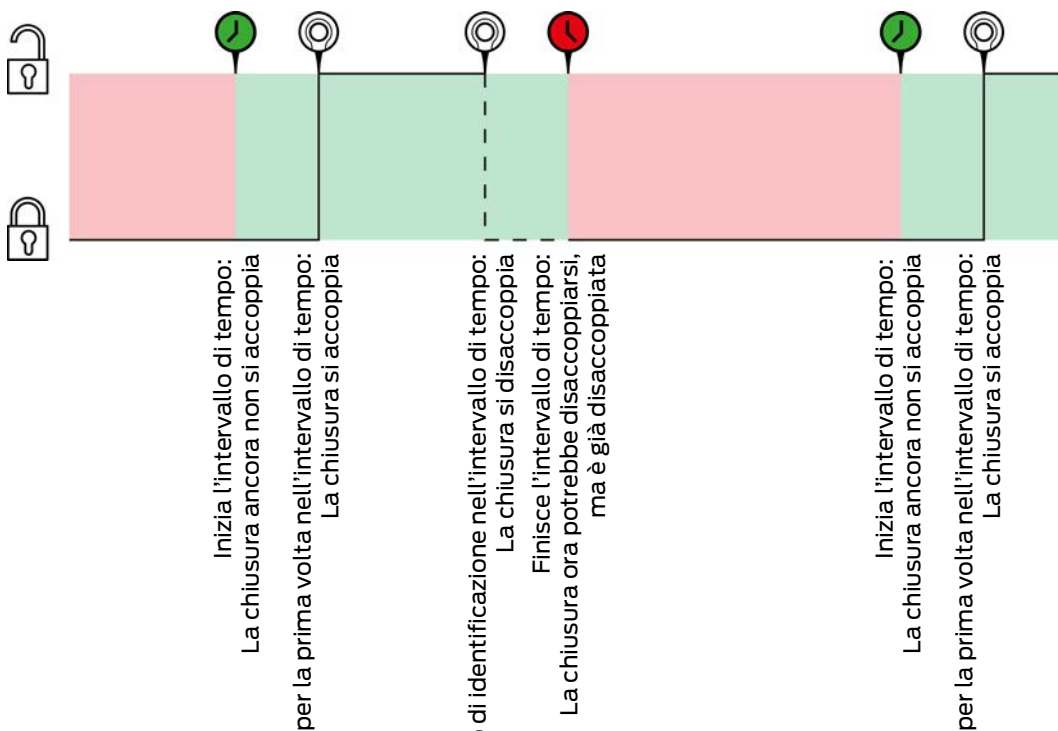 Inizia l'intervallo di tempo:
La chiusura ancora non si accoppia
per la prima volta nell'intervallo di tempo:
La chiusura si accoppia
di identificazione nell'intervallo di tempo:
La chiusura si disaccoppia
Finisce l'intervallo di tempo:
La chiusura ora potrebbe disaccoppiarsi,
ma è già disaccoppiata
Inizia l'intervallo di tempo:
La chiusura ancora non si accoppia
per la prima volta nell'intervallo di tempo:
La chiusura si accoppia